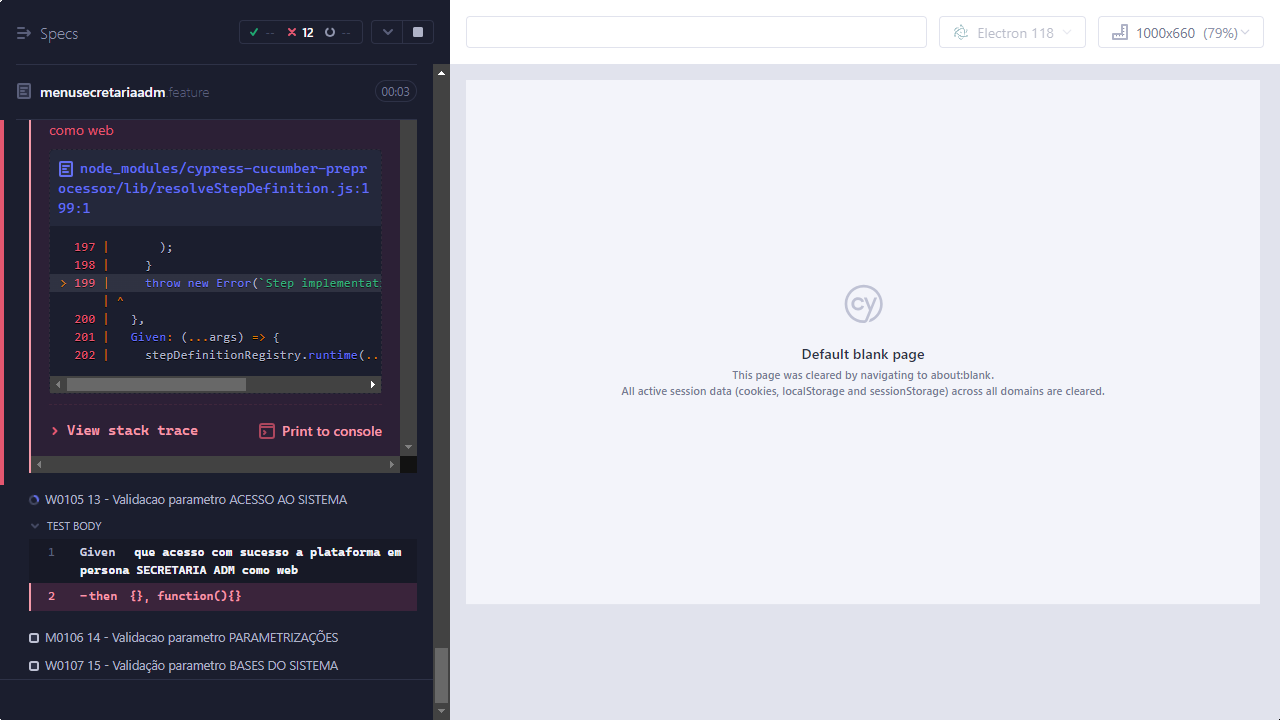 Specs
-- 12 --
Electron 118
1000x660 (79%)
menusecretariaadm feature
00:03
como web
node_modules/cypress-cucumber-prepr
ocessor/lib/resolveStepDefinition.js:1
99:1
197 | );
198 | }
> 199 | throw new Error(`Step implementati
| ^
200 | },
201 | Given: (...args) => {
202 | stepDefinitionRegistry.runtime(..
> View stack trace
Print to console
W0105 13 - Validacao parametro ACESSO AO SISTEMA
TEST BODY
1 Given que acesso com sucesso a plataforma em
persona SECRETARIA ADM como web
2 -then {}, function(){}
M0106 14 - Validacao parametro PARAMETRIZAÇÕES
W0107 15 - Validação parametro BASES DO SISTEMA
cy
Default blank page
This page was cleared by navigating to about:blank.
All active session data (cookies, localStorage and sessionStorage) across all domains are cleared.